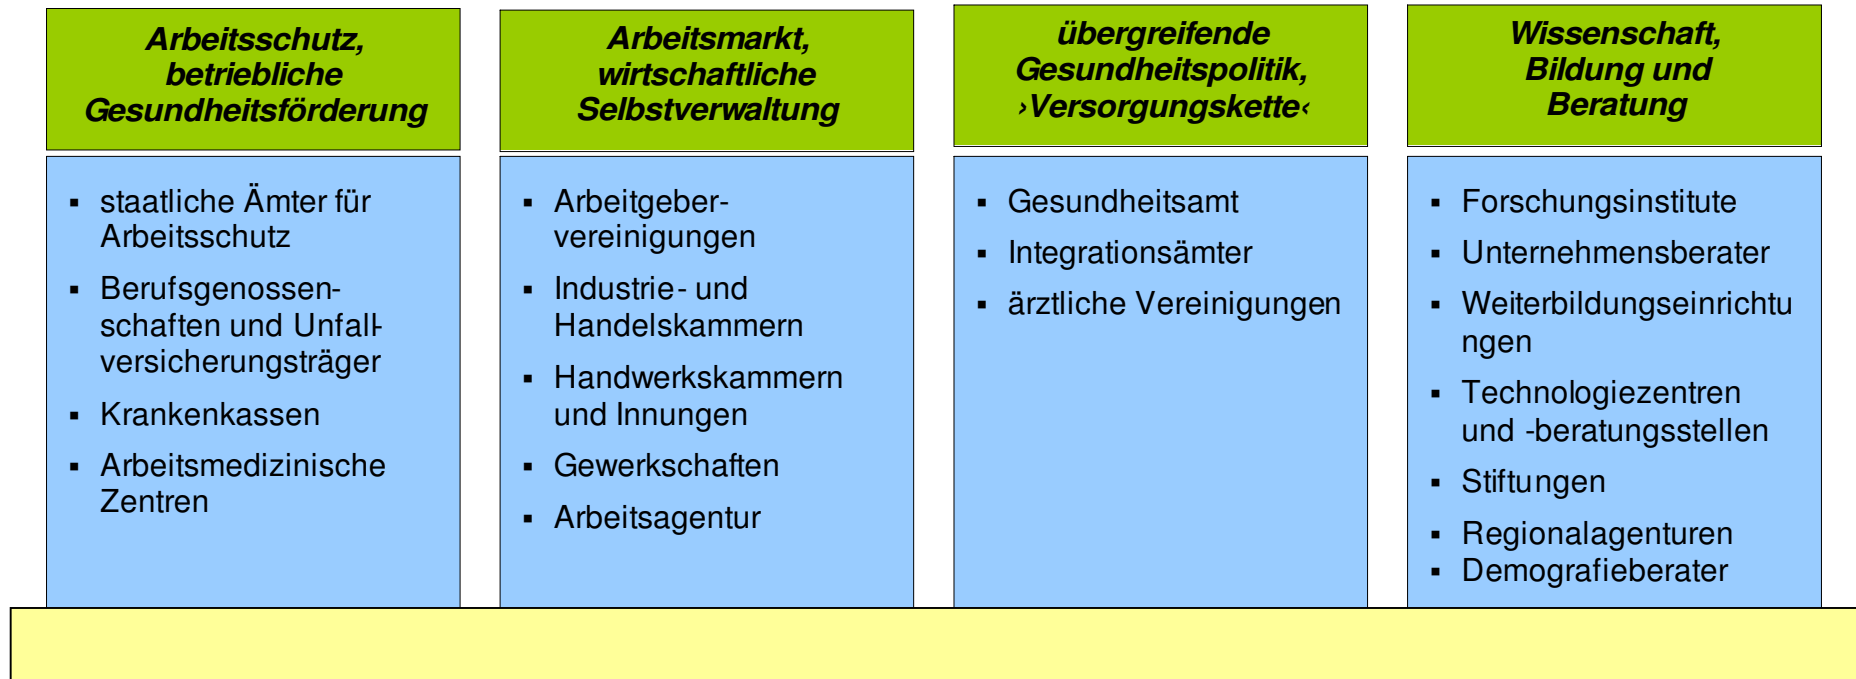 Arbeitsschutz,
betriebliche
Gesundheitsförderung
▪ staatliche Ämter für
Arbeitsschutz
▪ Berufsgenossen-
schaften und Unfall-
versicherungsträger
▪ Krankenkassen
▪ Arbeitsmedizinische
Zentren
Arbeitsmarkt,
wirtschaftliche
Selbstverwaltung
▪ Arbeitgeber-
vereinigungen
▪ Industrie- und
Handelskammern
▪ Handwerkskammern
und Innungen
▪ Gewerkschaften
▪ Arbeitsagentur
übergreifende
Gesundheitspolitik,
›Versorgungskette‹
▪ Gesundheitsamt
▪ Integrationsämter
▪ ärztliche Vereinigungen
Wissenschaft,
Bildung und
Beratung
▪ Forschungsinstitute
▪ Unternehmensberater
▪ Weiterbildungseinrichtu
ngen
▪ Technologiezentren
und -beratungsstellen
▪ Stiftungen
▪ Regionalagenturen
▪ Demografieberater